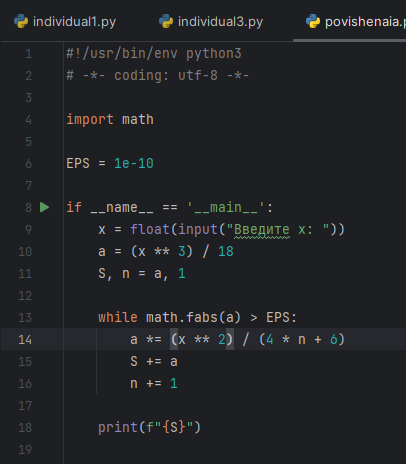 individual1.py individual3.py povishenaia.p
1 #!/usr/bin/env python3
2 # -*- coding: utf-8 -*-
3
4 import math
5
6 EPS = 1e-10
7
8 if __name__ == '__main__':
9 x = float(input("Введите x: "))
10 a = (x ** 3) / 18
11 S, n = a, 1
12
13 while math.fabs(a) > EPS:
14 a *= (x ** 2) / (4 * n + 6)
15 S += a
16 n += 1
17
18 print(f"{S}")
19